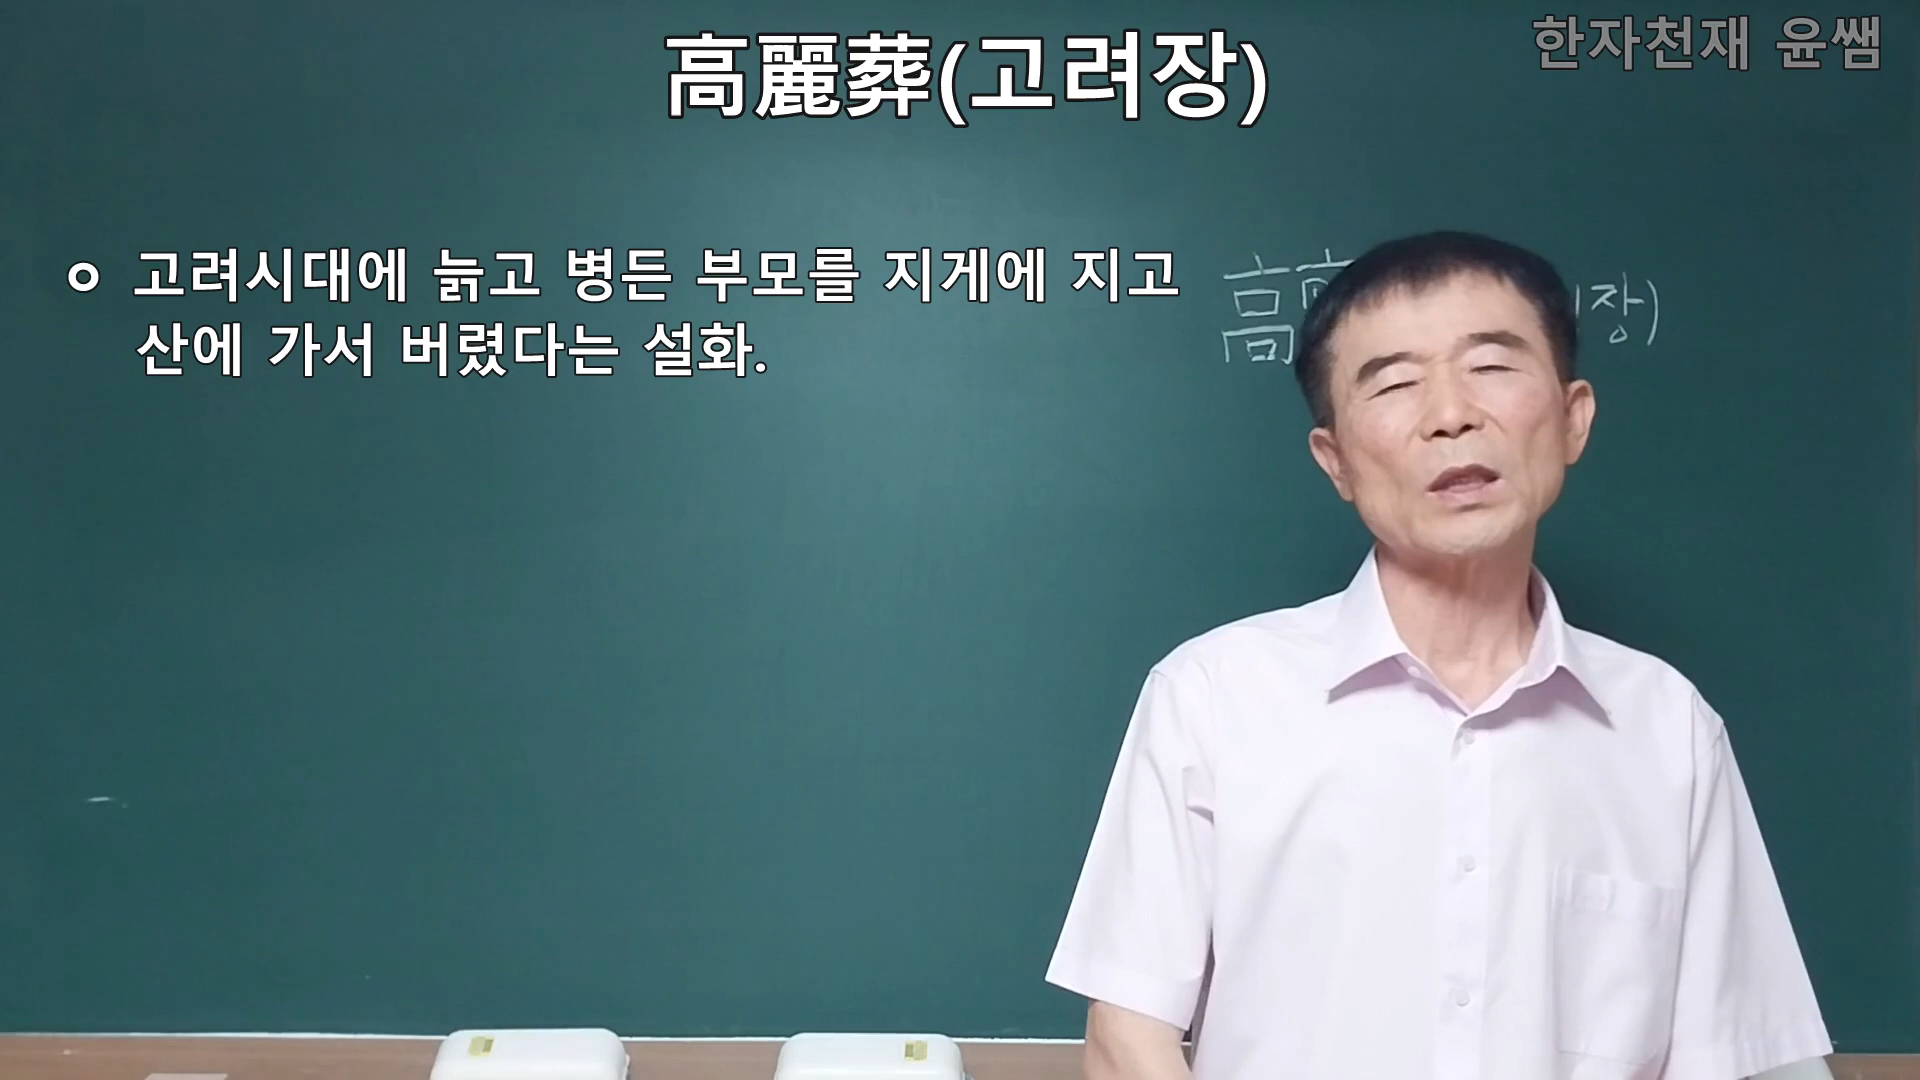 高麗葬(고려장)
한자천재 윤쌤
ㅇ 고려시대에 늙고 병든 부모를 지게에 지고
산에 가서 버렸다는 설화.
高 장)